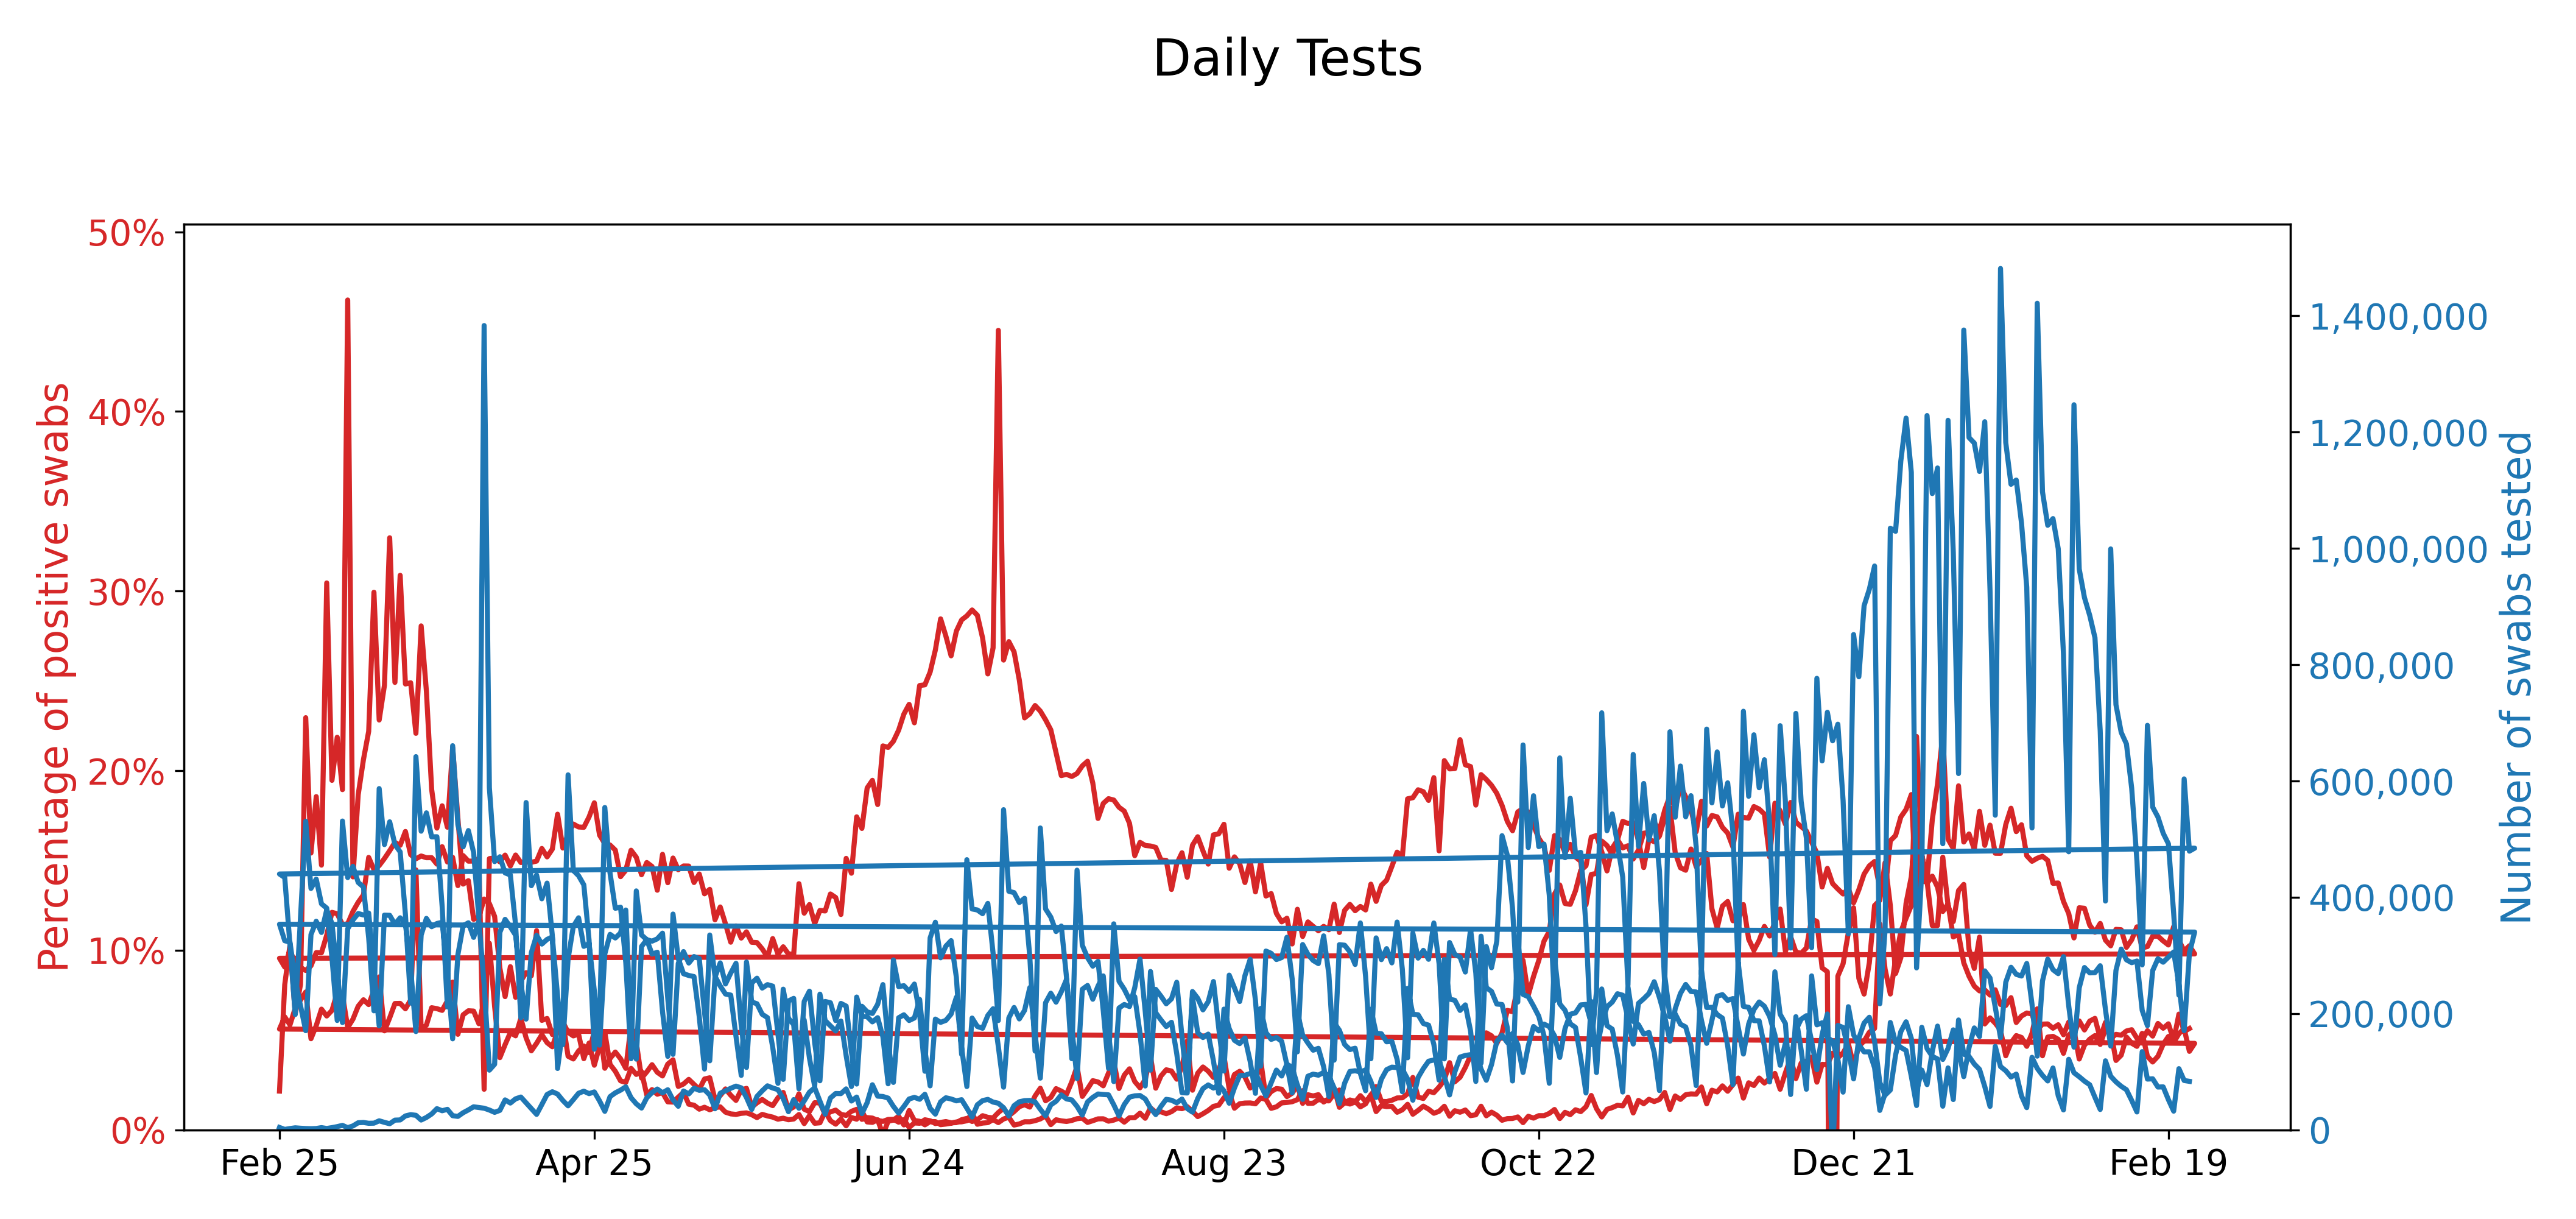 Daily Tests
Percentage of positive swabs
50%
40%
30%
20%
10%
0%
1,400,000
1,200,000
1,000,000
800,000
600,000
400,000
200,000
0
Number of swabs tested
Feb 25
Apr 25
Jun 24
Aug 23
Oct 22
Dec 21
Feb 19